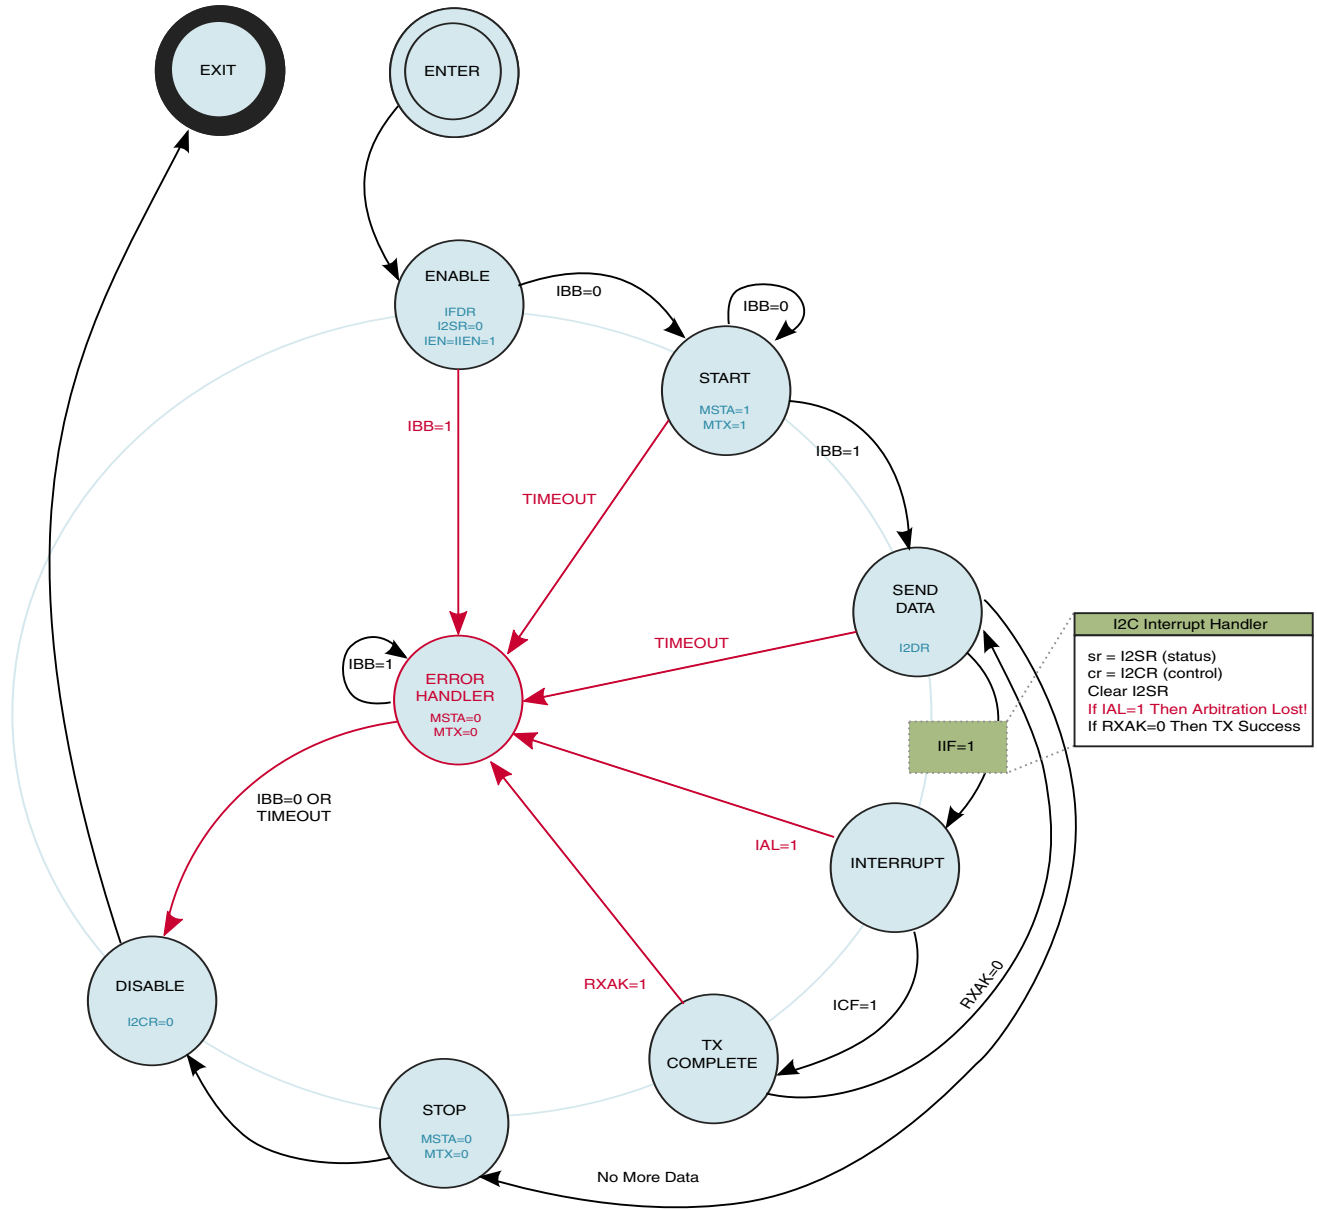 EXIT
ENTER
ENABLE
IFDR
I2SR=0
IEN=IIEN=1
IBB=0
IBB=0
START
MSTA=1
MTX=1
IBB=1
IBB=1
TIMEOUT
SEND
DATA
I2DR
TIMEOUT
I2C Interrupt Handler
sr = I2SR (status)
cr = I2CR (control)
Clear I2SR
If IAL=1 Then Arbitration Lost!
If RXAK=0 Then TX Success
IBB=1
ERROR
HANDLER
MSTA=0
MTX=0
IIF=1
IBB=0 OR
TIMEOUT
IAL=1
INTERRUPT
RXAK=1
ICF=1
RXAK=0
DISABLE
I2CR=0
TX
COMPLETE
STOP
MSTA=0
MTX=0
No More Data